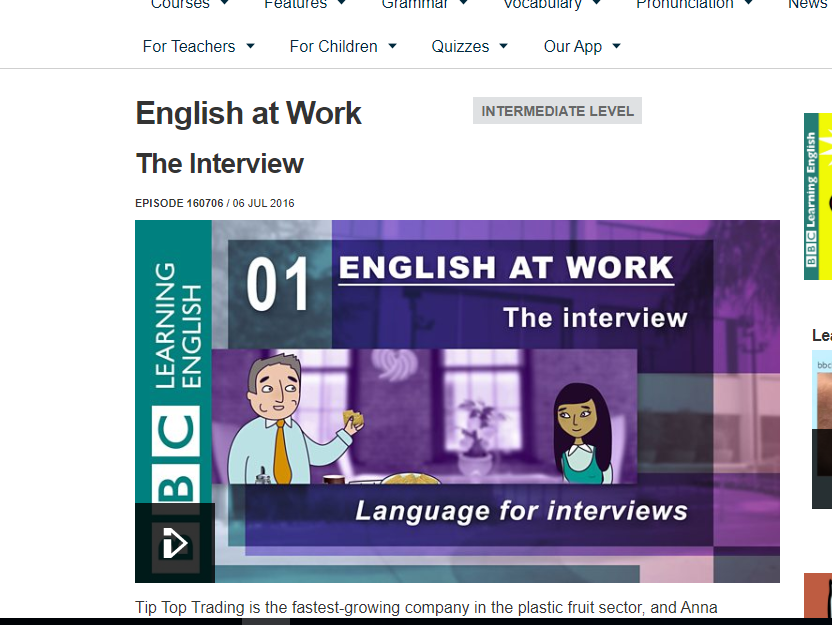 Courses Features Grammar Vocabulary Pronunciation News
For Teachers For Children Quizzes Our App
English at Work
INTERMEDIATE LEVEL
The Interview
EPISODE 160706 / 06 JUL 2016
BBC LEARNING ENGLISH
01 ENGLISH AT WORK
The interview
Language for interviews
Tip Top Trading is the fastest-growing company in the plastic fruit sector, and Anna
BBC Learning English
Le
bbc